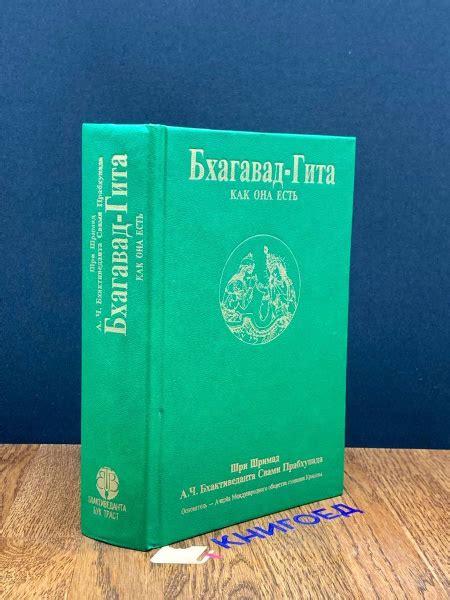 Бхагавад-Гита
КАК ОНА ЕСТЬ
Шри Шримад
А.Ч. Бхактиведанта Свами Прабхупада
Основатель — Ачарья Международного общества сознания Кришны
Шри Шримад
А. Ч. Бхактиведанта Свами Прабхупада
Бхагавад-Гита
КАК ОНА ЕСТЬ
БХАКТИВЕДАНТА
БУК ТРАСТ
КНИГОЕД